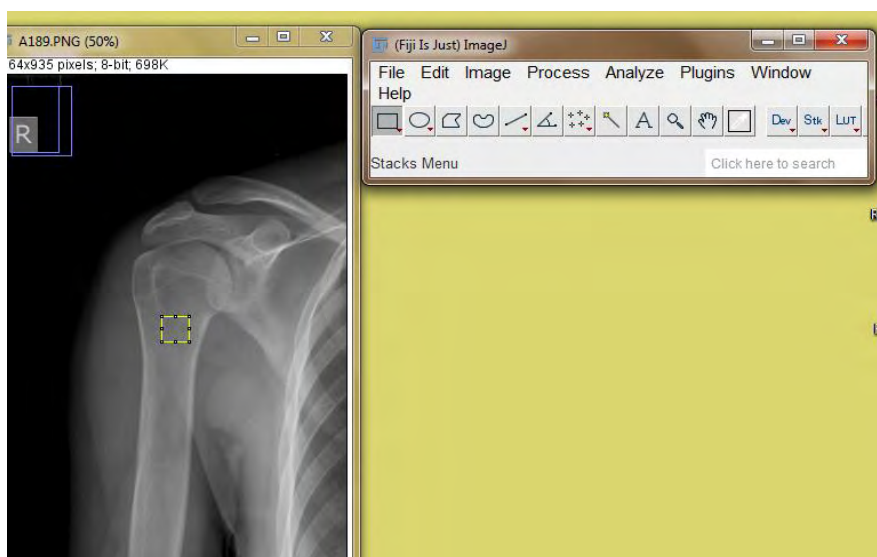 A189.PNG (50%)
64x935 pixels; 8-bit; 698K
R
(Fiji Is Just) ImageJ
File Edit Image Process Analyze Plugins Window
Help
A
Dev Stk LUT
Stacks Menu
Click here to search